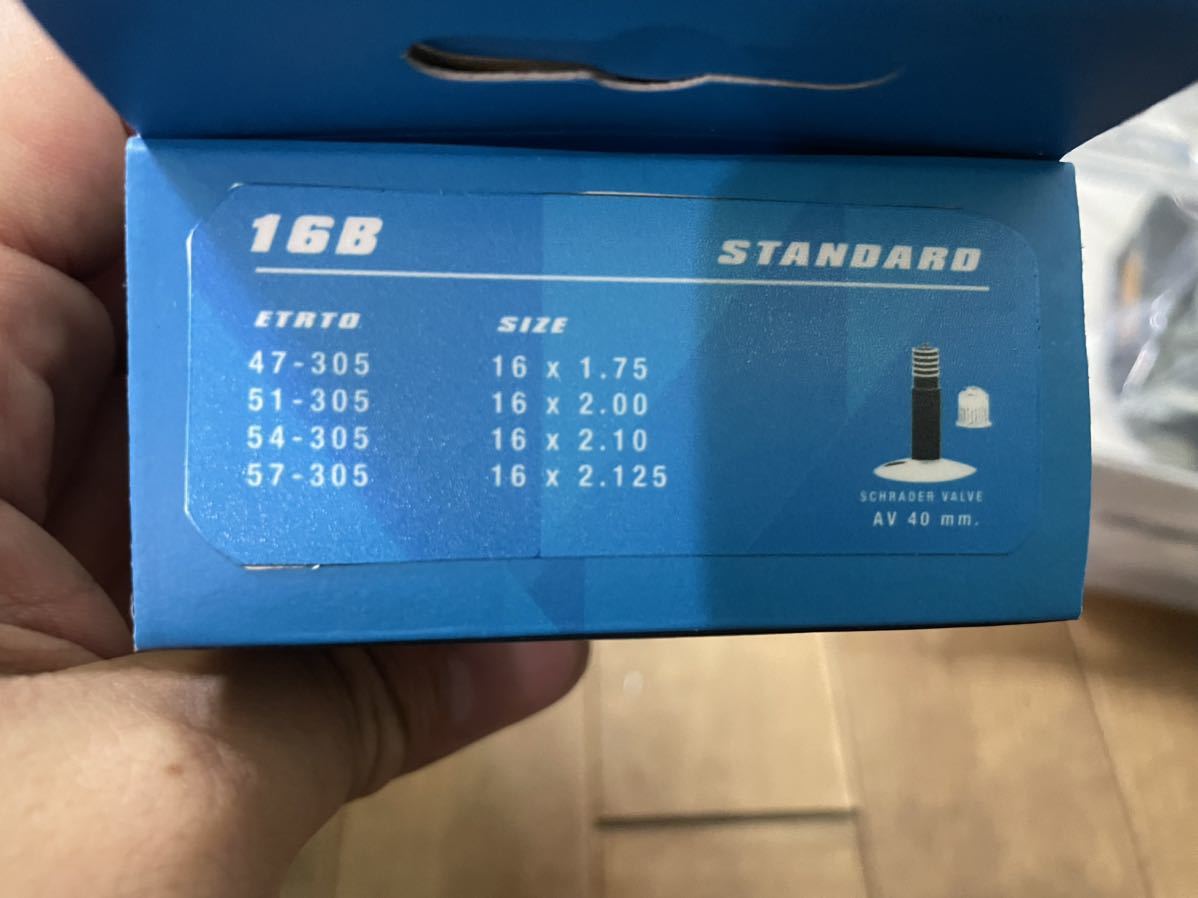 16B
STANDARD
ETRTO SIZE
47-305 16 x 1.75
51-305 16 x 2.00
54-305 16 x 2.10
57-305 16 x 2.125
SCHRADER VALVE
AV 40 mm.